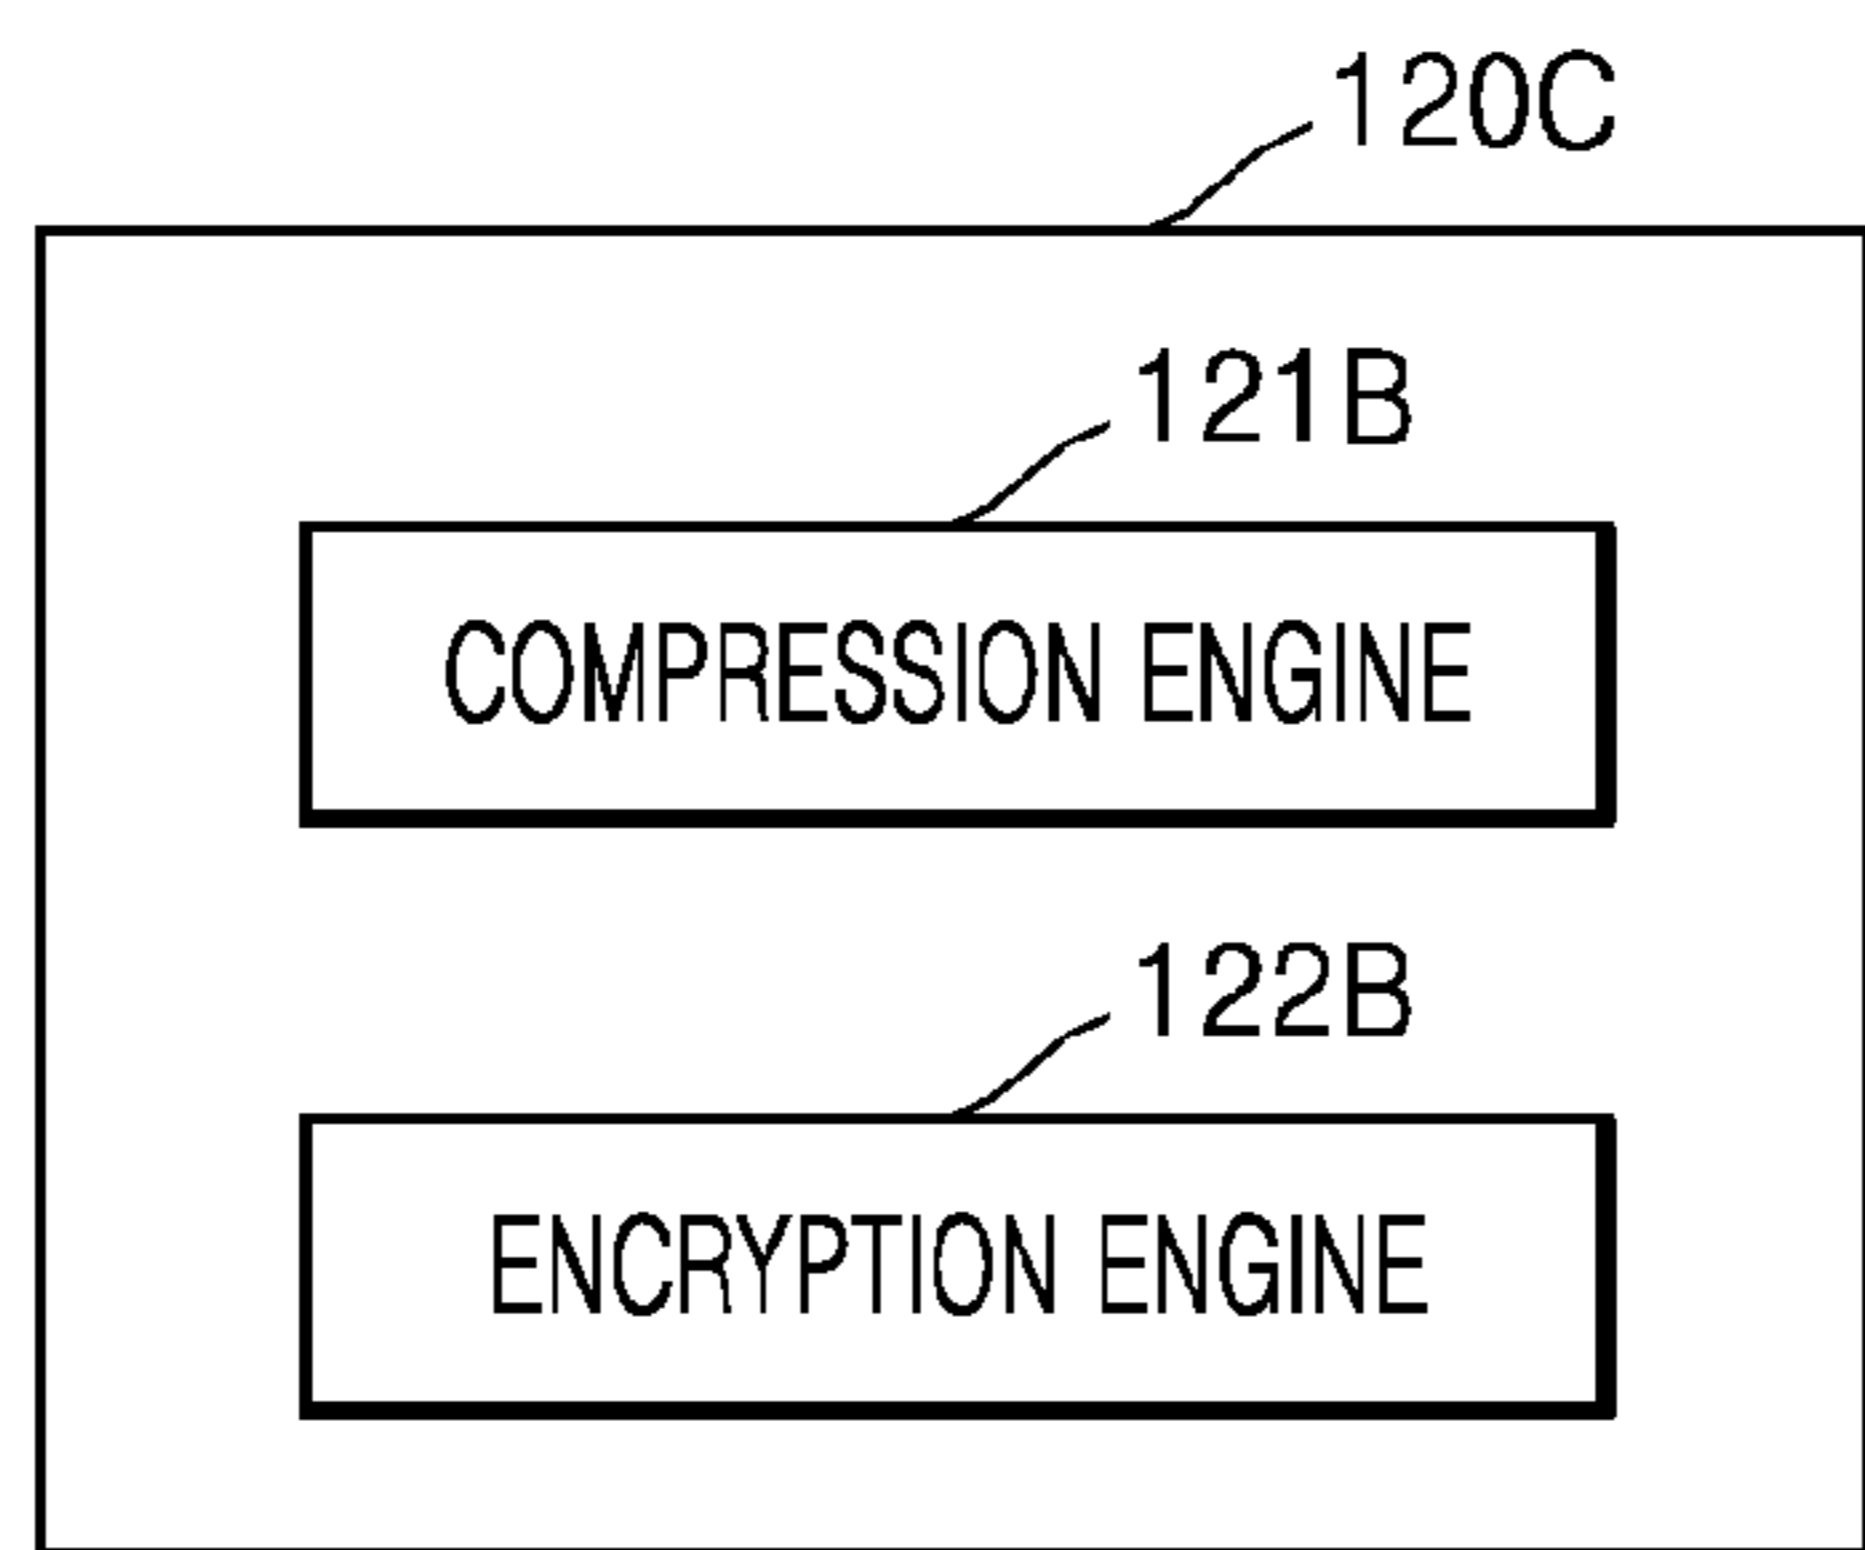 120C
121B
COMPRESSION ENGINE
122B
ENCRYPTION ENGINE